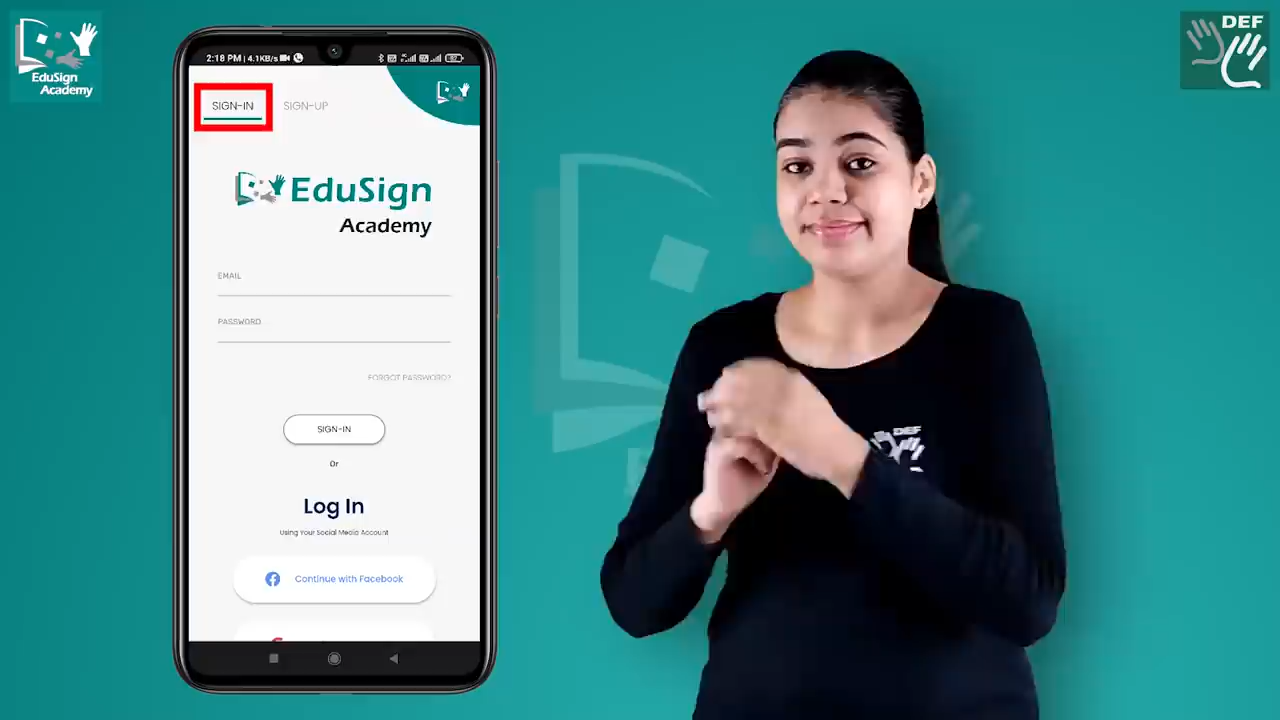 EduSign
Academy
DEF
2:18 PM | 4.1KB/s
SIGN-IN
SIGN-UP
EduSign
Academy
EMAIL
PASSWORD
FORGOT PASSWORD?
SIGN-IN
Or
Log In
Using Your Social Media Account
Continue with Facebook
DEF